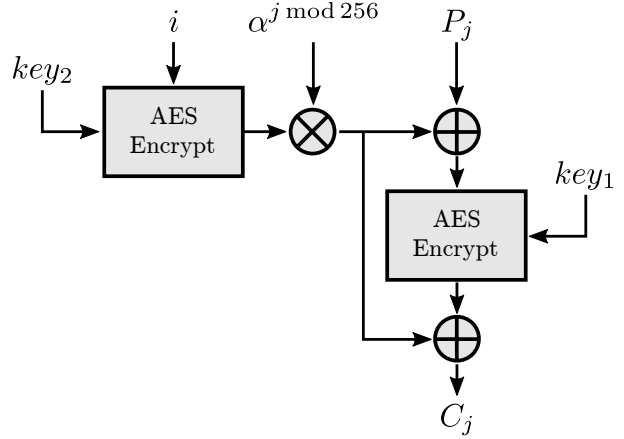 i
α^{j mod 256}
P_j
key_2
AES
Encrypt
key_1
AES
Encrypt
C_j